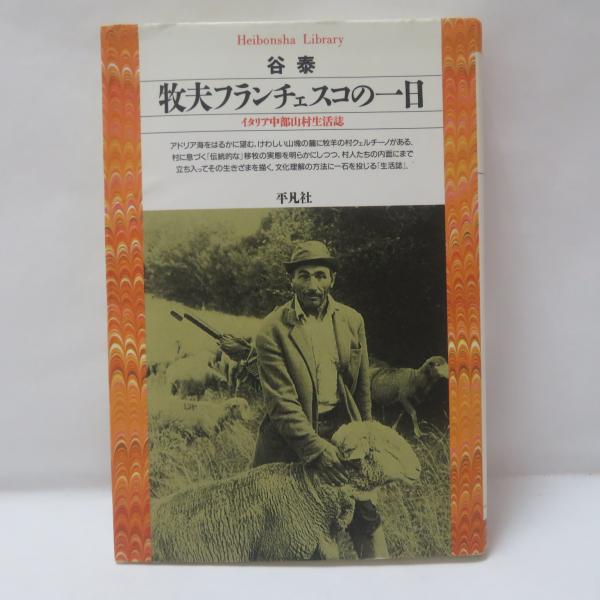 Heibonsha Library
谷 泰
牧夫フランチェスコの一日
イタリア中部山村生活誌
アドリア海をはるかに望む、けわしい山塊の麓に牧羊の村クェルチーノがある。
村に息づく「伝統的な」移牧の実態を明らかにしつつ、村人たちの内面にまで
立ち入ってその生きざまを描く、文化理解の方法に一石を投じる「生活誌」。
平凡社